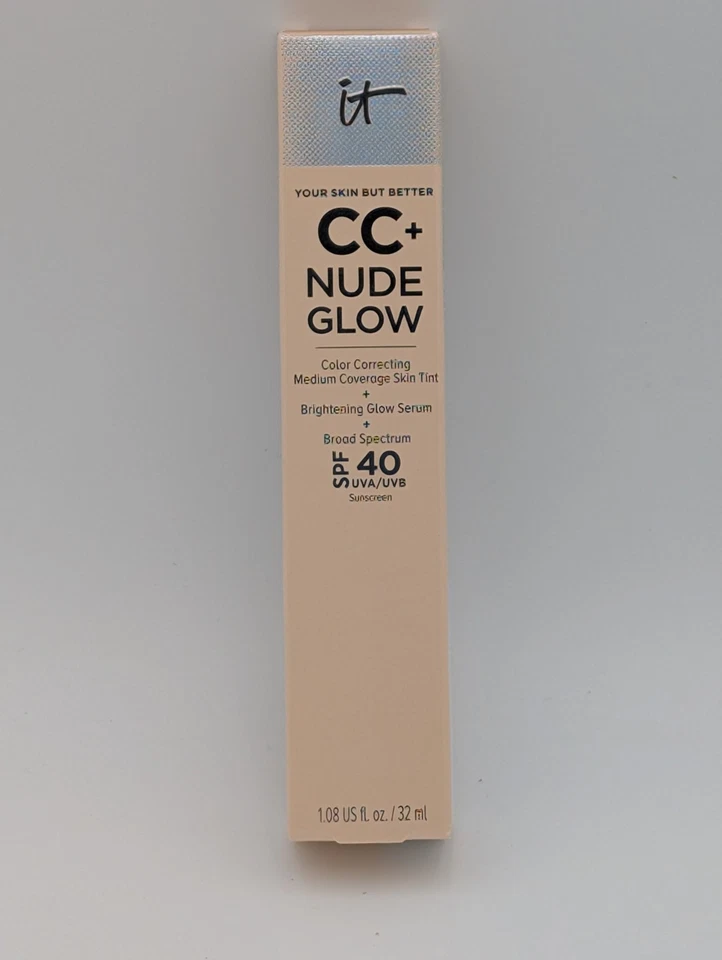 it
YOUR SKIN BUT BETTER
CC+
NUDE
GLOW
Color Correcting
Medium Coverage Skin Tint
+
Brightening Glow Serum
+
Broad Spectrum
SPF 40
UVA/UVB
Sunscreen
1.08 US fl. oz. / 32 ml